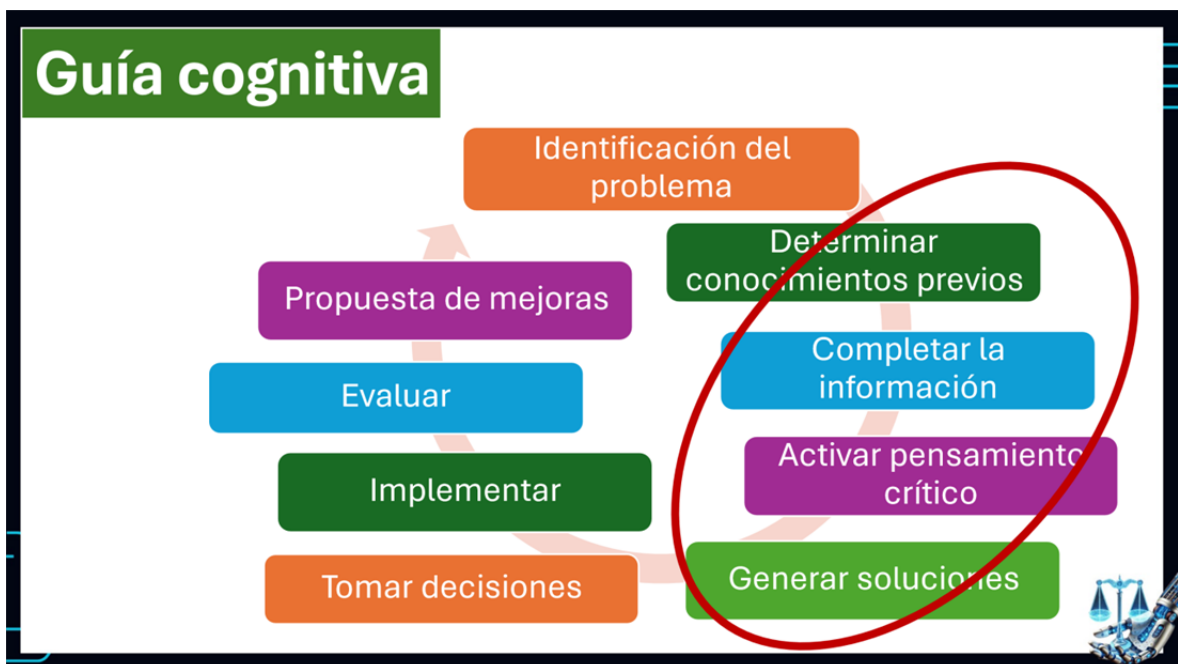 Guía cognitiva
Identificación del
problema
Determinar
conocimientos previos
Completar la
información
Activar pensamiento
crítico
Generar soluciones
Tomar decisiones
Implementar
Evaluar
Propuesta de mejoras